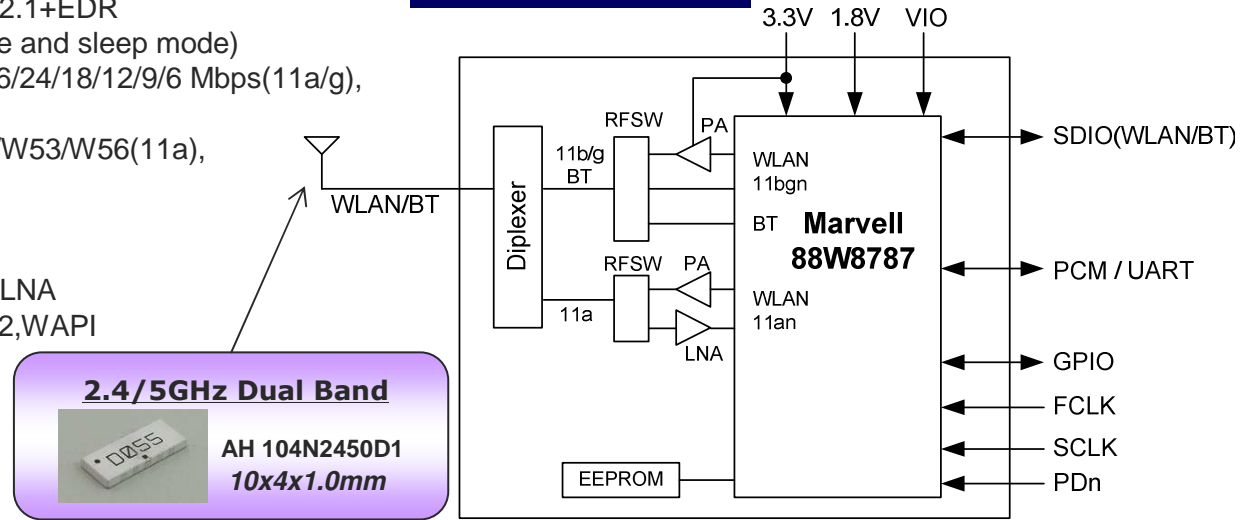 2.1+EDR
e and sleep mode)
6/24/18/12/9/6 Mbps(11a/g),
/W53/W56(11a),
LNA
2,WAPI
3.3V 1.8V VIO
RFSW
PA
11b/g
BT
WLAN
11bgn
BT
WLAN/BT
Diplexer
Marvell
88W8787
RFSW
PA
11a
WLAN
11an
LNA
EEPROM
SDIO(WLAN/BT)
PCM / UART
GPIO
FCLK
SCLK
PDn
2.4/5GHz Dual Band
DØ55
AH 104N2450D1
10x4x1.0mm